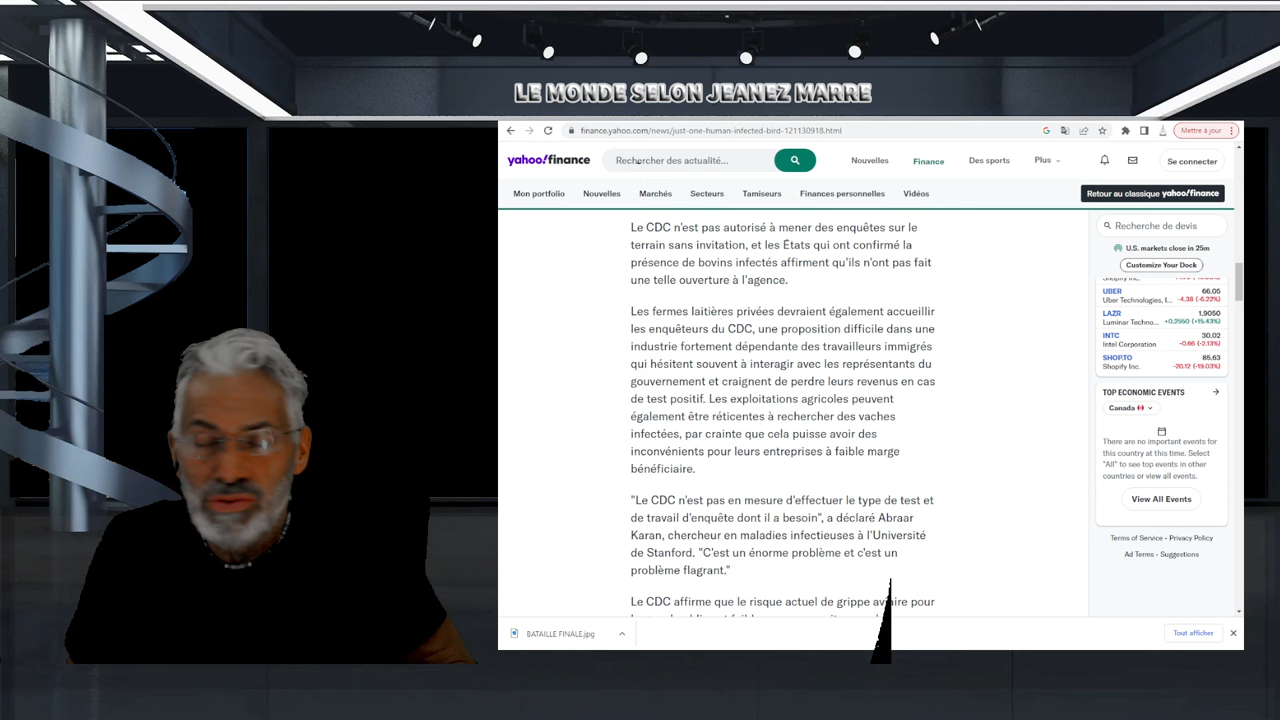 LE MONDE SELON JEANEZ MARRE
finance.yahoo.com/news/just-one-human-infected-bird-121130918.html
Mettre à jour
yahoo!finance
Rechercher des actualité...
Nouvelles
Finance
Des sports
Plus
Se connecter
Mon portfolio
Nouvelles
Marchés
Secteurs
Tamiseurs
Finances personnelles
Vidéos
Retour au classique yahoo!finance
Le CDC n'est pas autorisé à mener des enquêtes sur le
terrain sans invitation, et les États qui ont confirmé la
présence de bovins infectés affirment qu'ils n'ont pas fait
une telle ouverture à l'agence.
Les fermes laitières privées devraient également accueillir
les enquêteurs du CDC, une proposition difficile dans une
industrie fortement dépendante des travailleurs immigrés
qui hésitent souvent à interagir avec les représentants du
gouvernement et craignent de perdre leurs revenus en cas
de test positif. Les exploitations agricoles peuvent
également être réticentes à rechercher des vaches
infectées, par crainte que cela puisse avoir des
inconvénients pour leurs entreprises à faible marge
bénéficiaire.
"Le CDC n'est pas en mesure d'effectuer le type de test et
de travail d'enquête dont il a besoin", a déclaré Abraar
Karan, chercheur en maladies infectieuses à l'Université
de Stanford. "C'est un énorme problème et c'est un
problème flagrant."
Le CDC affirme que le risque actuel de grippe aviaire pour
Recherche de devis
U.S. markets close in 25m
Customize Your Dock
Shopify Inc.
UBER 66.05
Uber Technologies, I... -4.38 (-6.22%)
LAZR 1.9050
Luminar Techno... +0.2550 (+15.43%)
INTC 30.02
Intel Corporation -0.66 (-2.13%)
SHOP.TO 85.63
Shopify Inc. -20.12 (-19.03%)
TOP ECONOMIC EVENTS
Canada
There are no important events for
this country at this time. Select
"All" to see top events in other
countries or view all events.
View All Events
Terms of Service - Privacy Policy
Ad Terms - Suggestions
BATAILLE FINALE.jpg
Tout afficher